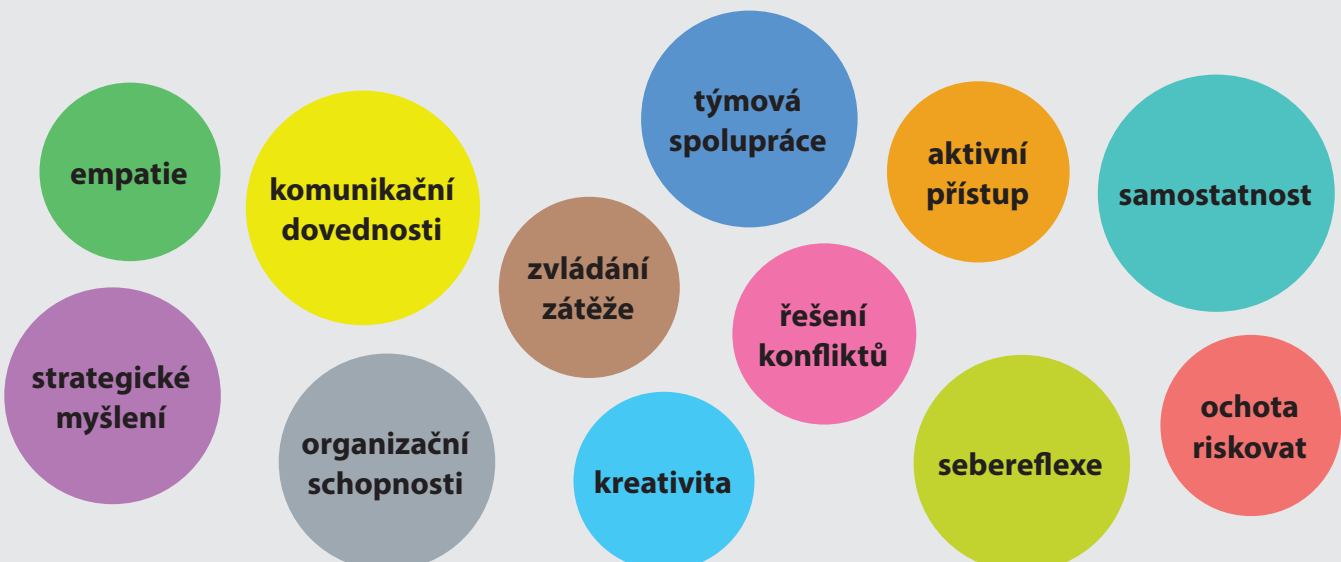 empatie
komunikační
dovednosti
týmová
spolupráce
aktivní
přístup
samostatnost
zvládání
zátěže
řešení
konfliktů
strategické
myšlení
organizační
schopnosti
kreativita
sebereflexe
ochota
riskovat